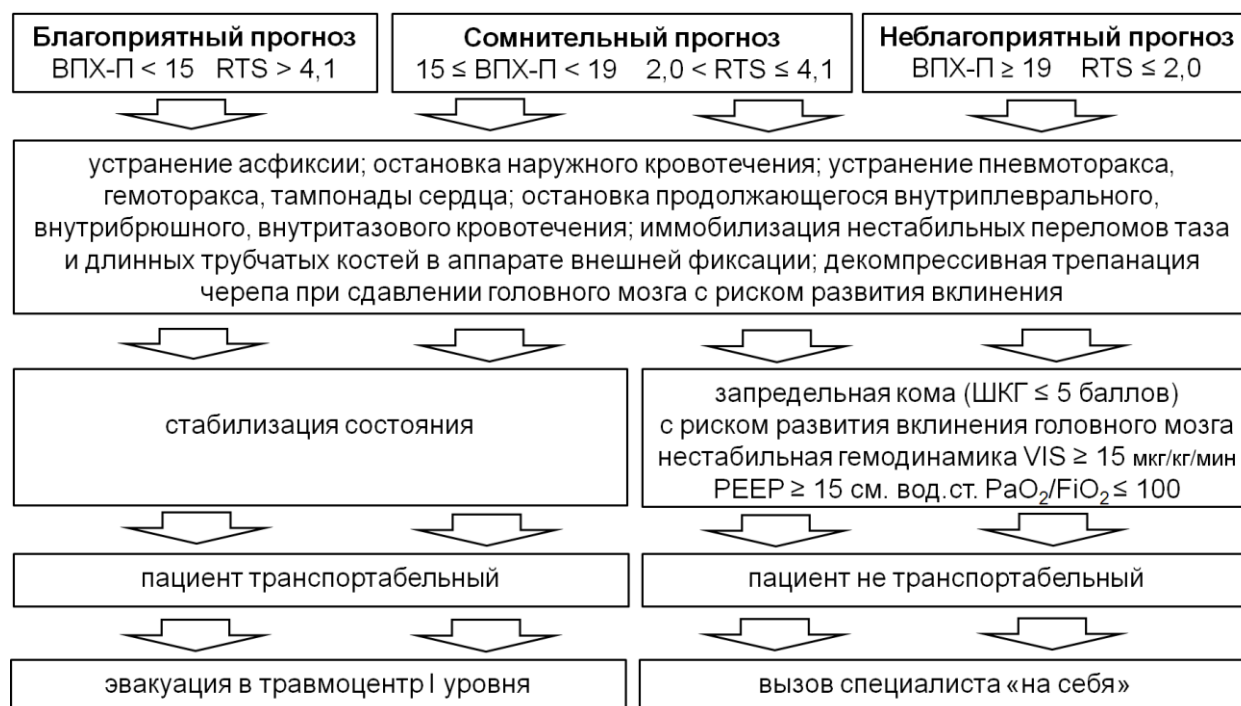 Благоприятный прогноз
ВПХ-П < 15 RTS > 4,1
Сомнительный прогноз
15 ≤ ВПХ-П < 19 2,0 < RTS ≤ 4,1
Неблагоприятный прогноз
ВПХ-П ≥ 19 RTS ≤ 2,0
устранение асфиксии; остановка наружного кровотечения; устранение пневмоторакса,
гемоторакса, тампонады сердца; остановка продолжающегося внутриплеврального,
внутрибрюшного, внутритазового кровотечения; иммобилизация нестабильных переломов таза
и длинных трубчатых костей в аппарате внешней фиксации; декомпрессивная трепанация
черепа при сдавлении головного мозга с риском развития вклинения
стабилизация состояния
запредельная кома (ШКГ ≤ 5 баллов)
с риском развития вклинения головного мозга
нестабильная гемодинамика VIS ≥ 15 мкг/кг/мин
PEEP ≥ 15 см. вод.ст. PaO₂/FiO₂ ≤ 100
пациент транспортабельный
пациент не транспортабельный
эвакуация в травмоцентр I уровня
вызов специалиста «на себя»